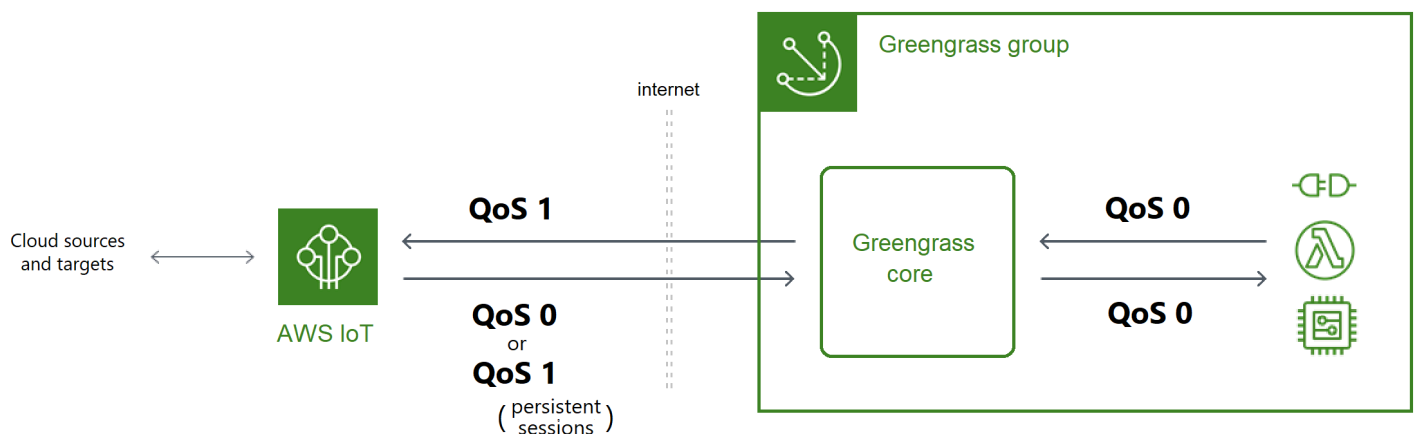 Greengrass group
internet
QoS 1
QoS 0
Cloud sources
and targets
Greengrass
core
AWS IoT
QoS 0
or
QoS 1
(persistent
sessions)
QoS 0